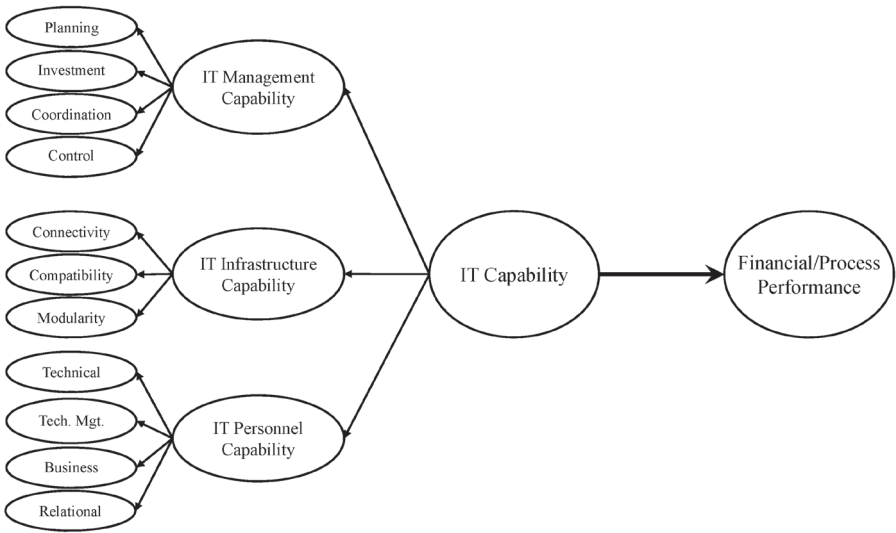 Planning
Investment
Coordination
Control
IT Management
Capability
Connectivity
Compatibility
Modularity
IT Infrastructure
Capability
Technical
Tech. Mgt.
Business
Relational
IT Personnel
Capability
IT Capability
Financial/Process
Performance